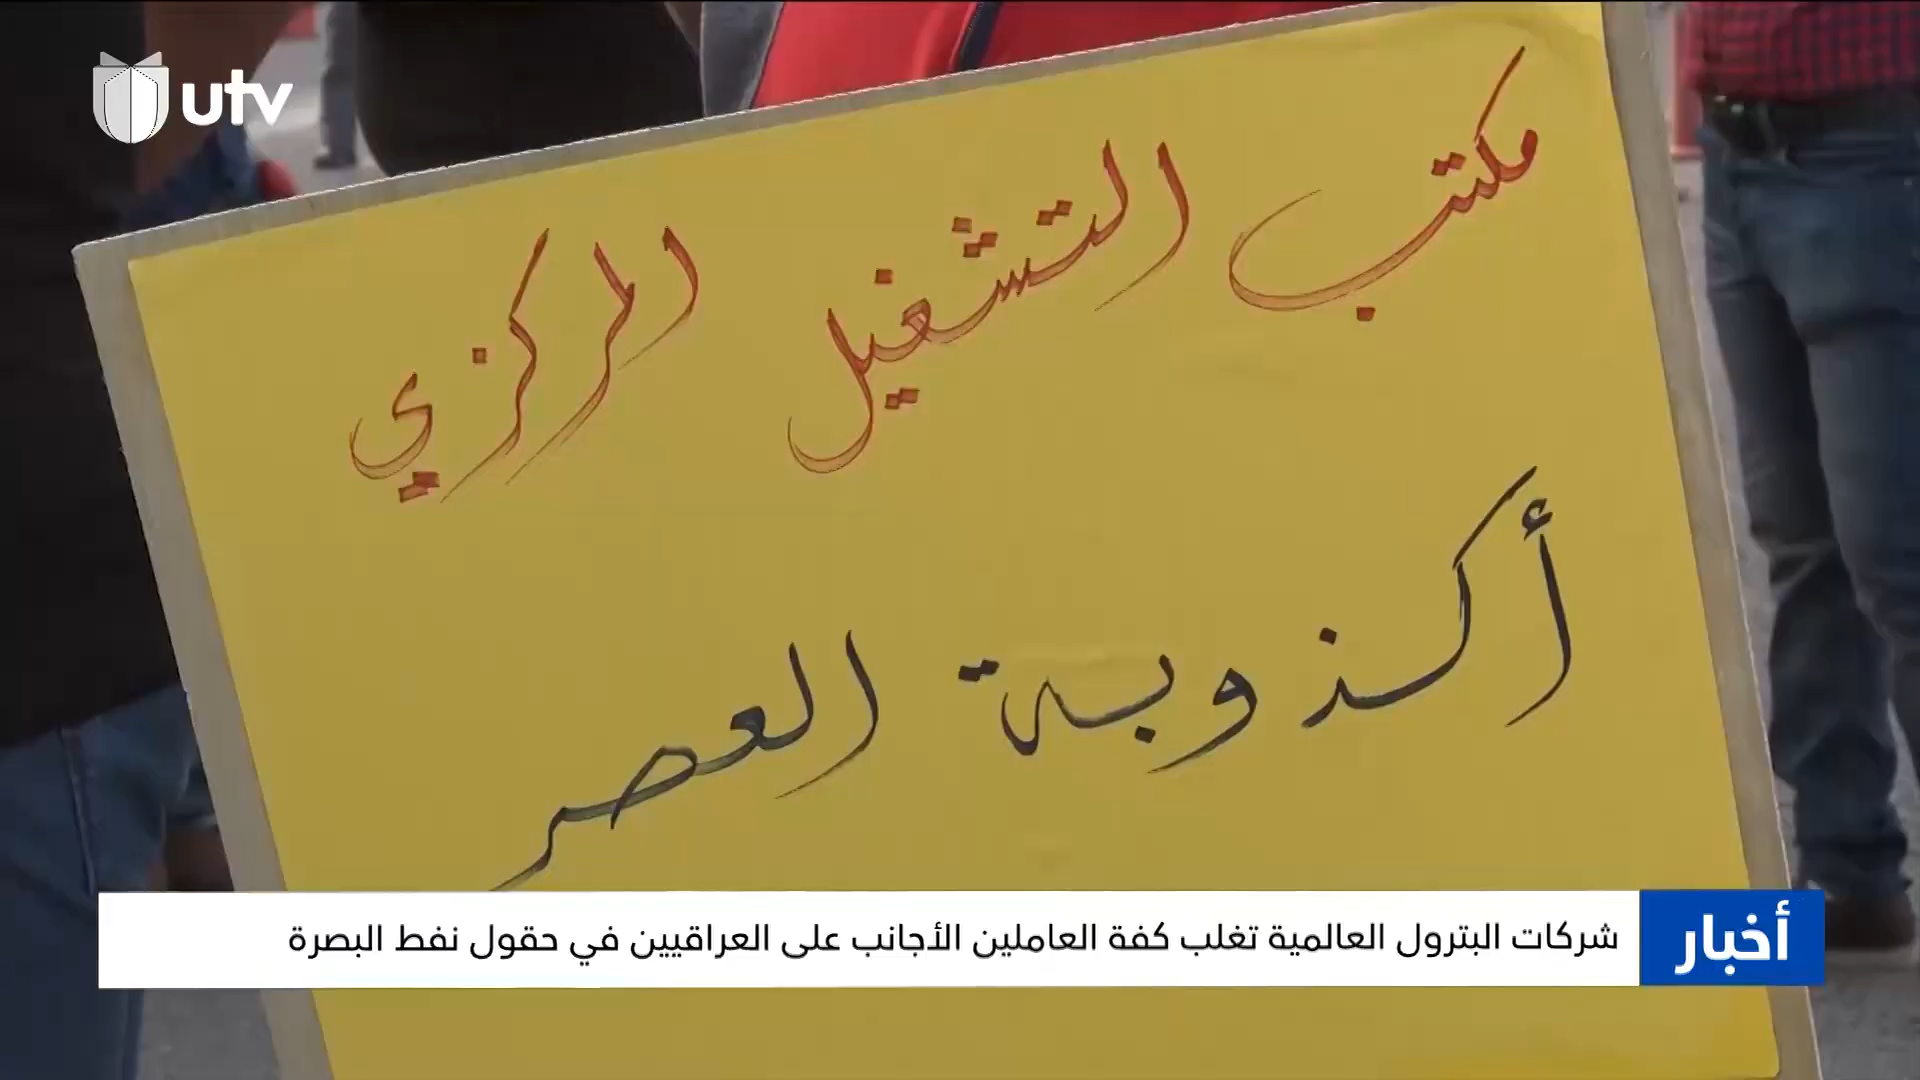 utv
مكتب التشغيل المركزي
أكذوبة العصر
أخبار
شركات البترول العالمية تغلب كفة العاملين الأجانب على العراقيين في حقول نفط البصرة